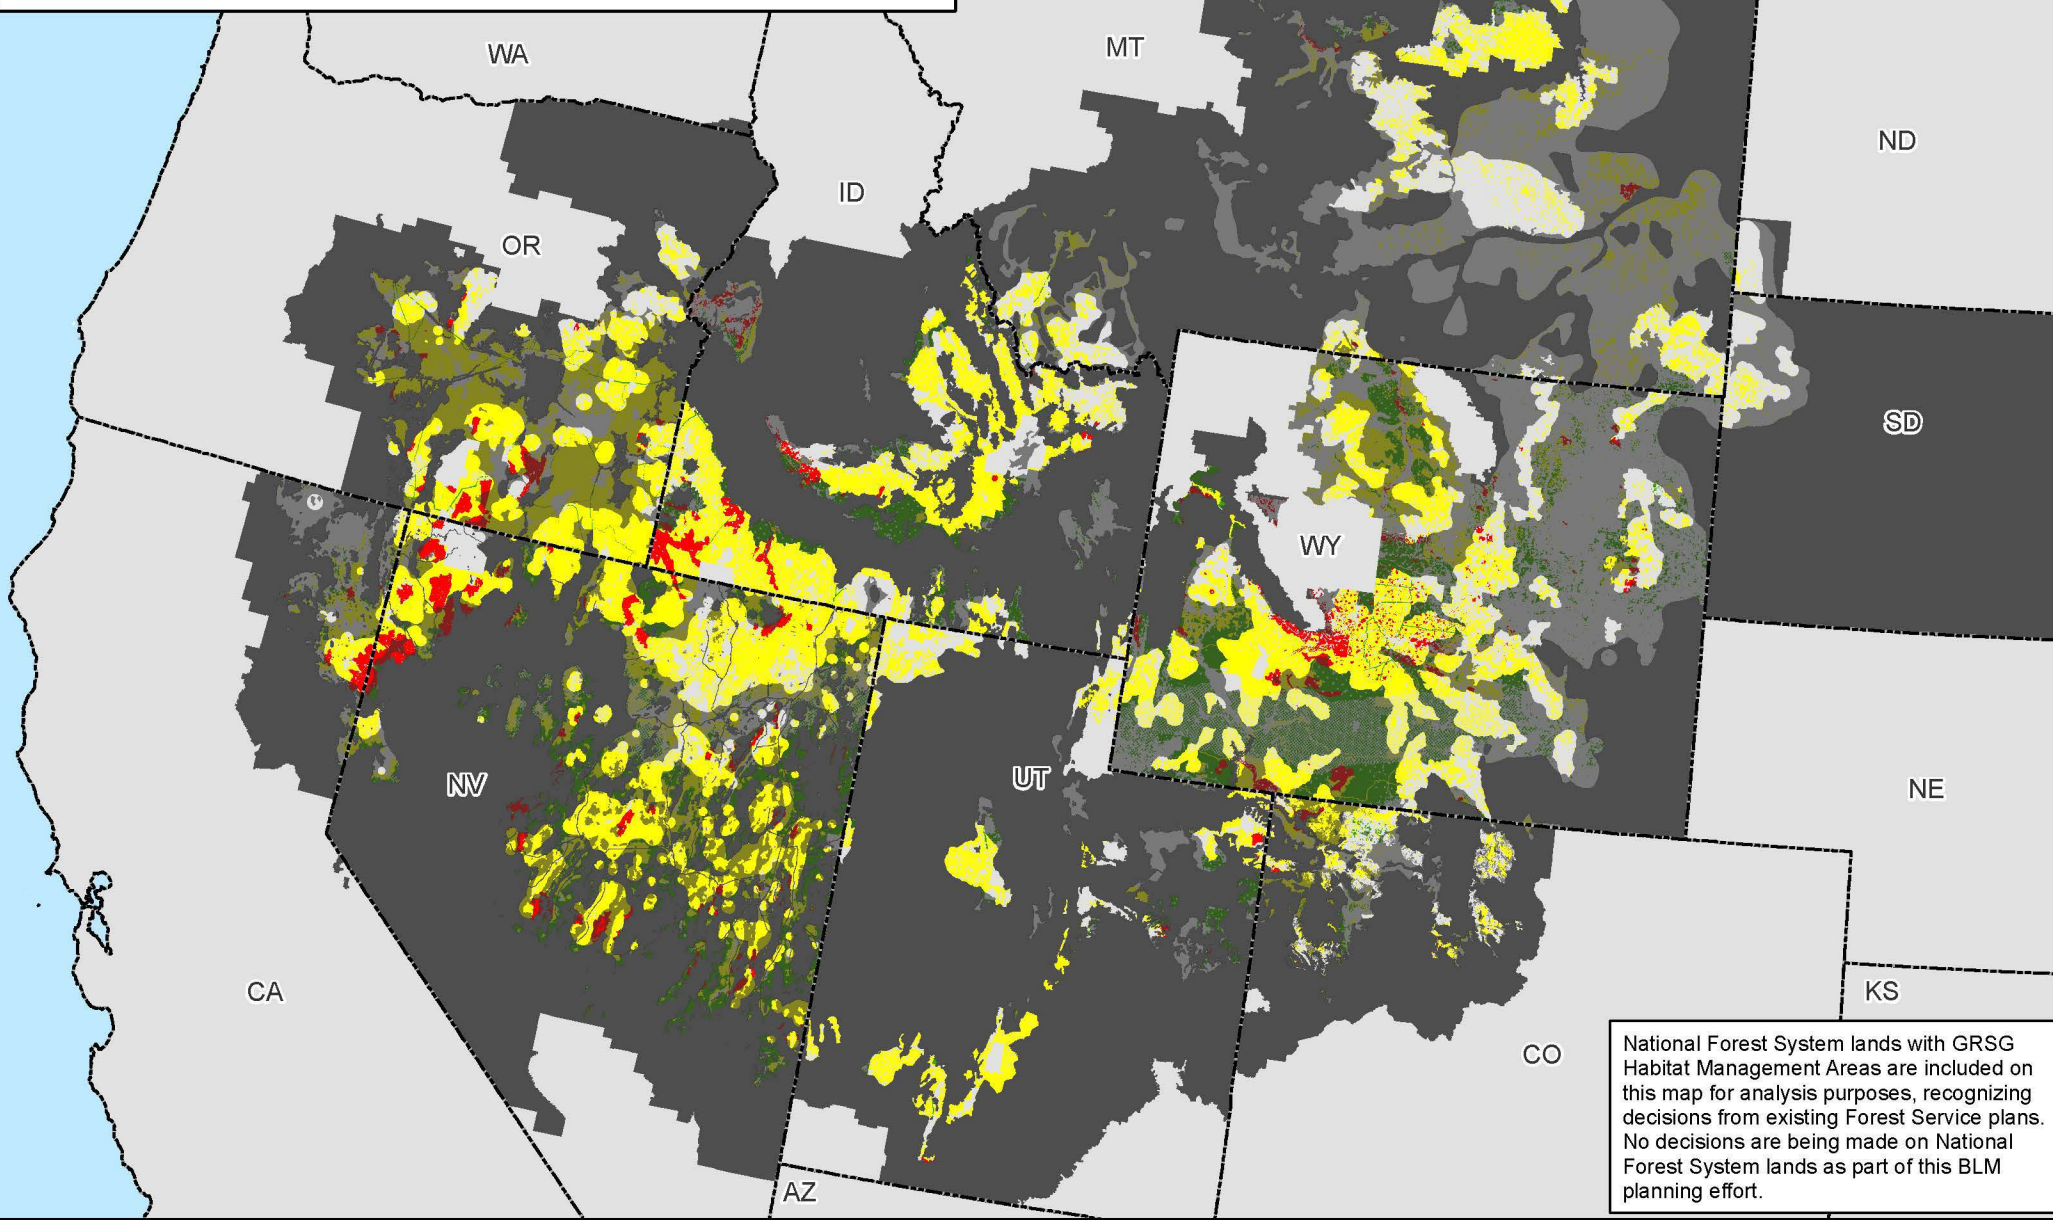 WA
MT
ND
ID
OR
SD
WY
NV
UT
NE
CA
KS
CO
AZ
National Forest System lands with GRSG
Habitat Management Areas are included on
this map for analysis purposes, recognizing
decisions from existing Forest Service plans.
No decisions are being made on National
Forest System lands as part of this BLM
planning effort.